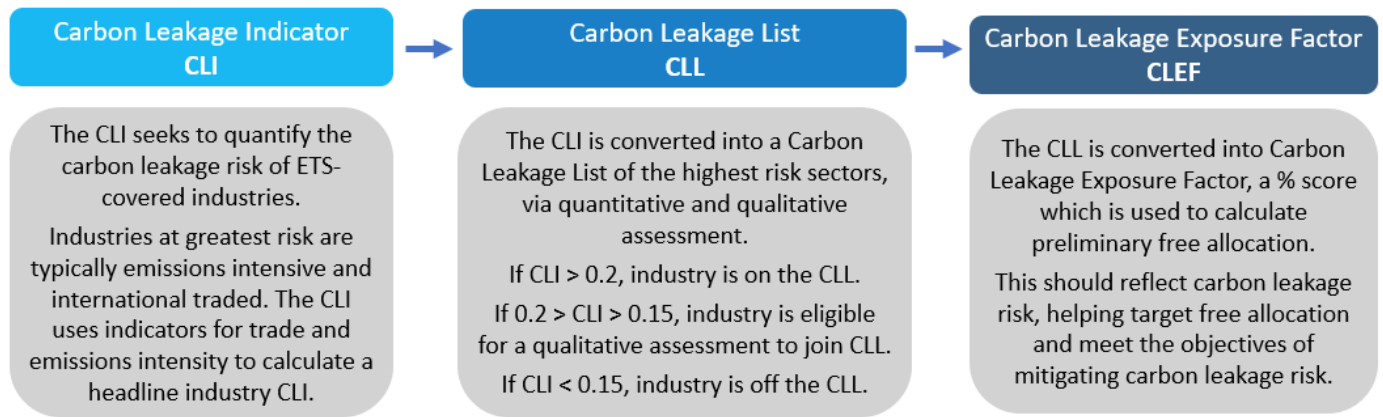 Carbon Leakage Indicator
CLI
The CLI seeks to quantify the
carbon leakage risk of ETS-
covered industries.
Industries at greatest risk are
typically emissions intensive and
international traded. The CLI
uses indicators for trade and
emissions intensity to calculate a
headline industry CLI.
Carbon Leakage List
CLL
The CLI is converted into a Carbon
Leakage List of the highest risk sectors,
via quantitative and qualitative
assessment.
If CLI > 0.2, industry is on the CLL.
If 0.2 > CLI > 0.15, industry is eligible
for a qualitative assessment to join CLL.
If CLI < 0.15, industry is off the CLL.
Carbon Leakage Exposure Factor
CLEF
The CLL is converted into Carbon
Leakage Exposure Factor, a % score
which is used to calculate
preliminary free allocation.
This should reflect carbon leakage
risk, helping target free allocation
and meet the objectives of
mitigating carbon leakage risk.